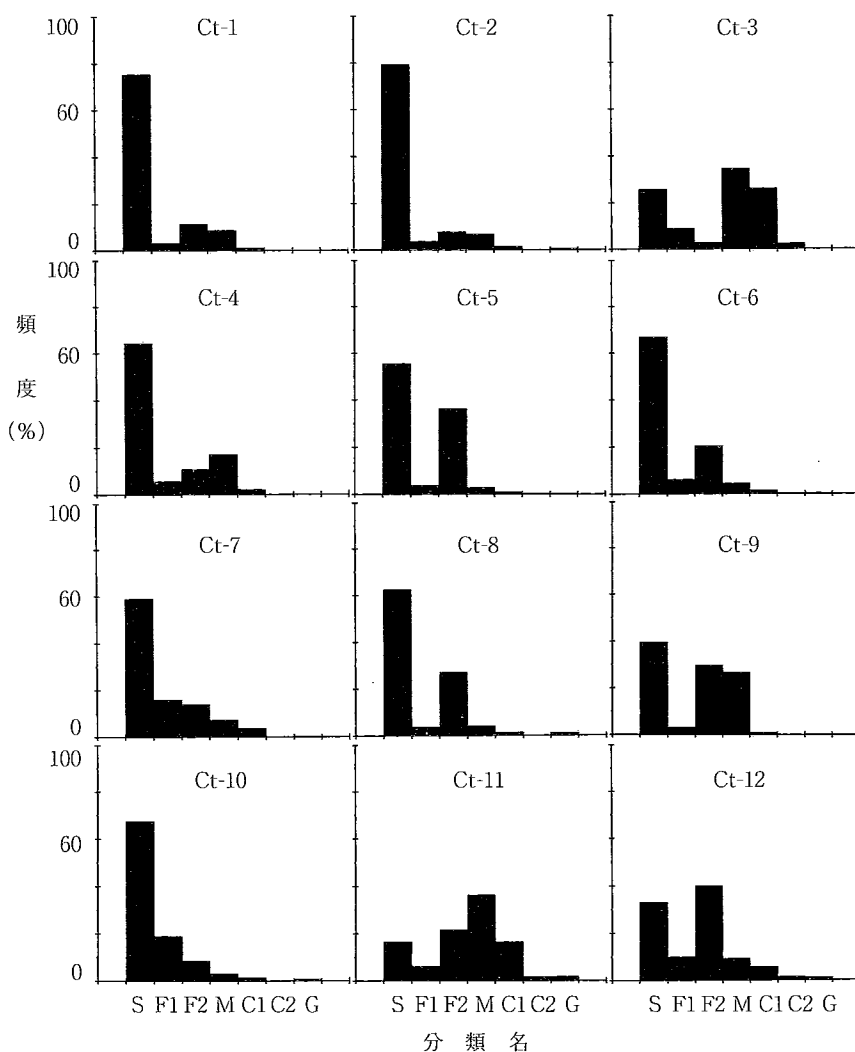 100 Ct-1 Ct-2 Ct-3
60
0
100 Ct-4 Ct-5 Ct-6
頻
60
度
(%)
0
100 Ct-7 Ct-8 Ct-9
60
0
100 Ct-10 Ct-11 Ct-12
60
0
S F1 F2 M C1 C2 G S F1 F2 M C1 C2 G S F1 F2 M C1 C2 G
分類名